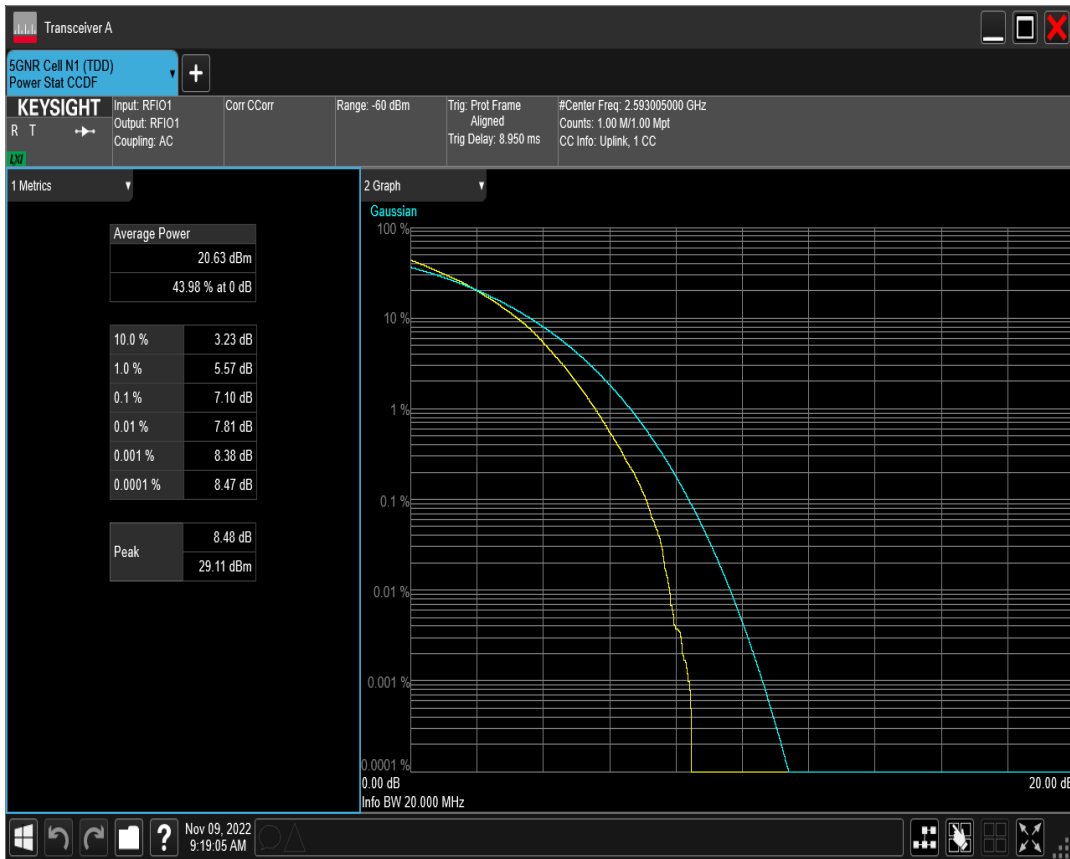 Transceiver A
5GNR Cell N1 (TDD)
Power Stat CCDF
+
KEYSIGHT
R T
LXI
Input: RFIO1
Output: RFIO1
Coupling: AC
Corr CCorr
Range: -60 dBm
Trig: Prot Frame
Aligned
Trig Delay: 8.950 ms
#Center Freq: 2.593005000 GHz
Counts: 1.00 M/1.00 Mpt
CC Info: Uplink, 1 CC
1 Metrics
Average Power
20.63 dBm
43.98 % at 0 dB
10.0 % 3.23 dB
1.0 % 5.57 dB
0.1 % 7.10 dB
0.01 % 7.81 dB
0.001 % 8.38 dB
0.0001 % 8.47 dB
Peak
8.48 dB
29.11 dBm
2 Graph
Gaussian
100 %
10 %
1 %
0.1 %
0.01 %
0.001 %
0.0001 %
0.00 dB
20.00 dB
Info BW 20.000 MHz
?
Nov 09, 2022
9:19:05 AM